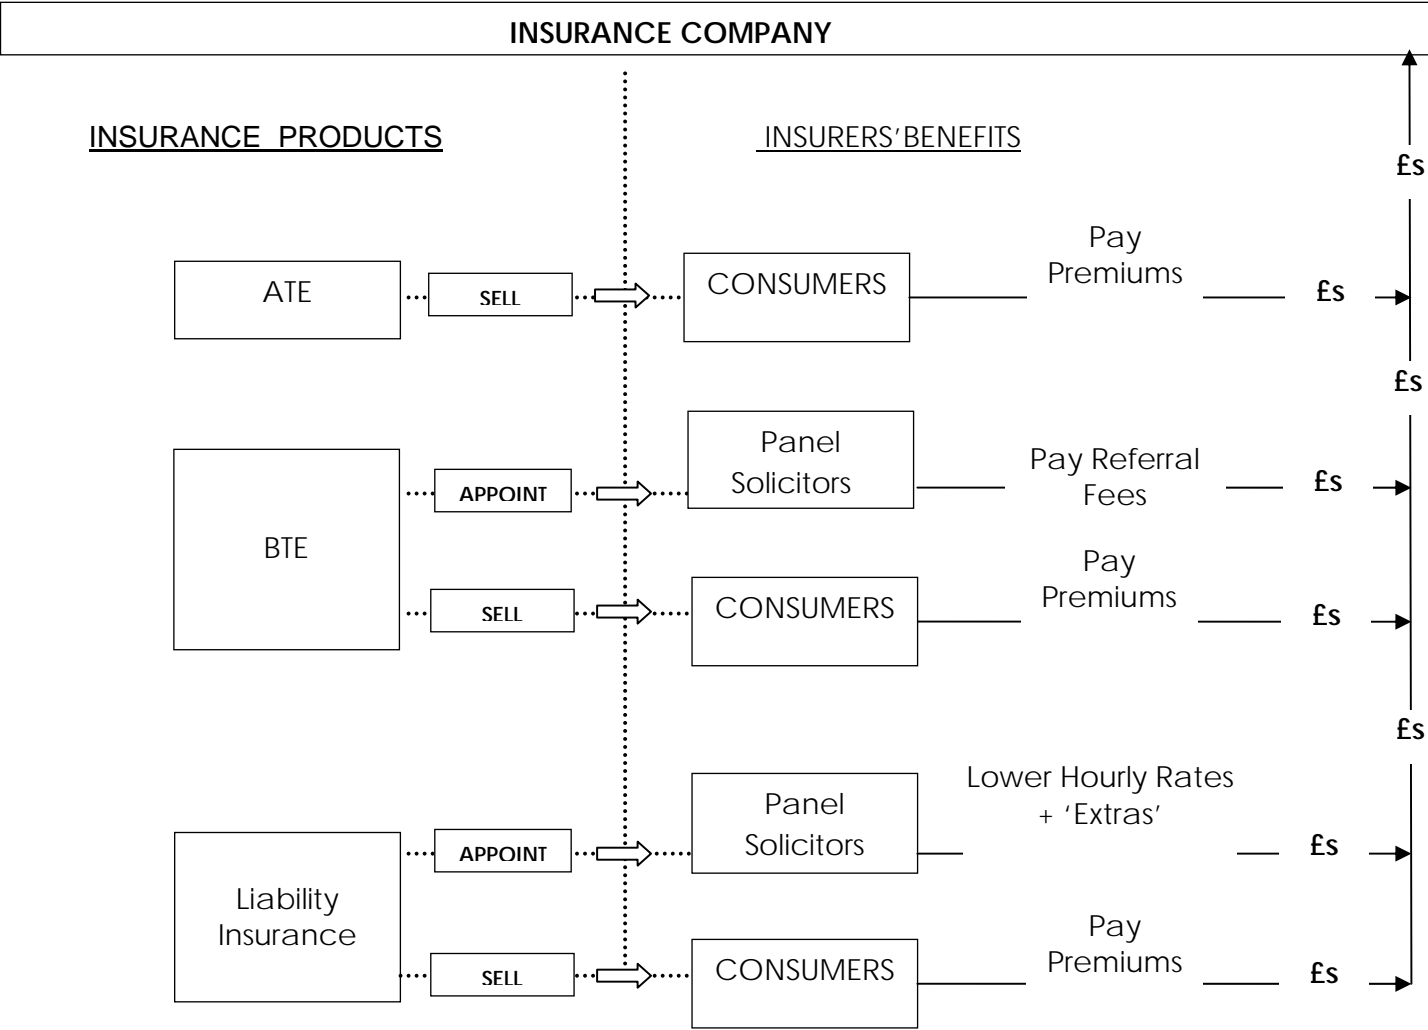 INSURANCE COMPANY
INSURANCE PRODUCTS
INSURERS' BENEFITS
£s
ATE
SELL
CONSUMERS
Pay
Premiums
£s
£s
BTE
APPOINT
Panel
Solicitors
Pay Referral
Fees
£s
SELL
CONSUMERS
Pay
Premiums
£s
£s
Liability
Insurance
APPOINT
Panel
Solicitors
Lower Hourly Rates
+ ‘Extras’
£s
SELL
CONSUMERS
Pay
Premiums
£s